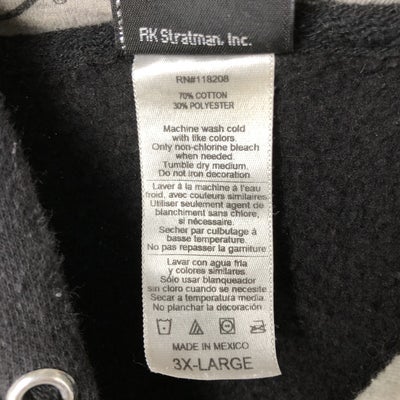 RK Stratman, Inc.
RN#118208
70% COTTON
30% POLYESTER
Machine wash cold
with like colors.
Only non-chlorine bleach
when needed.
Tumble dry medium.
Do not iron decoration.
Laver à la machine à l'eau
froid, avec couleurs similaires.
Utiliser seulement agent de
blanchiment sans chlore,
si nécessaire.
Secher par culbutage à
basse temperature.
No pas repasser la garniture
Lavar con agua fria
y colores similares.
Sólo usar blanqueador
sin cloro cuando se necesite
Secar a temperatura media.
No planchar la decoración.
MADE IN MEXICO
3X-LARGE